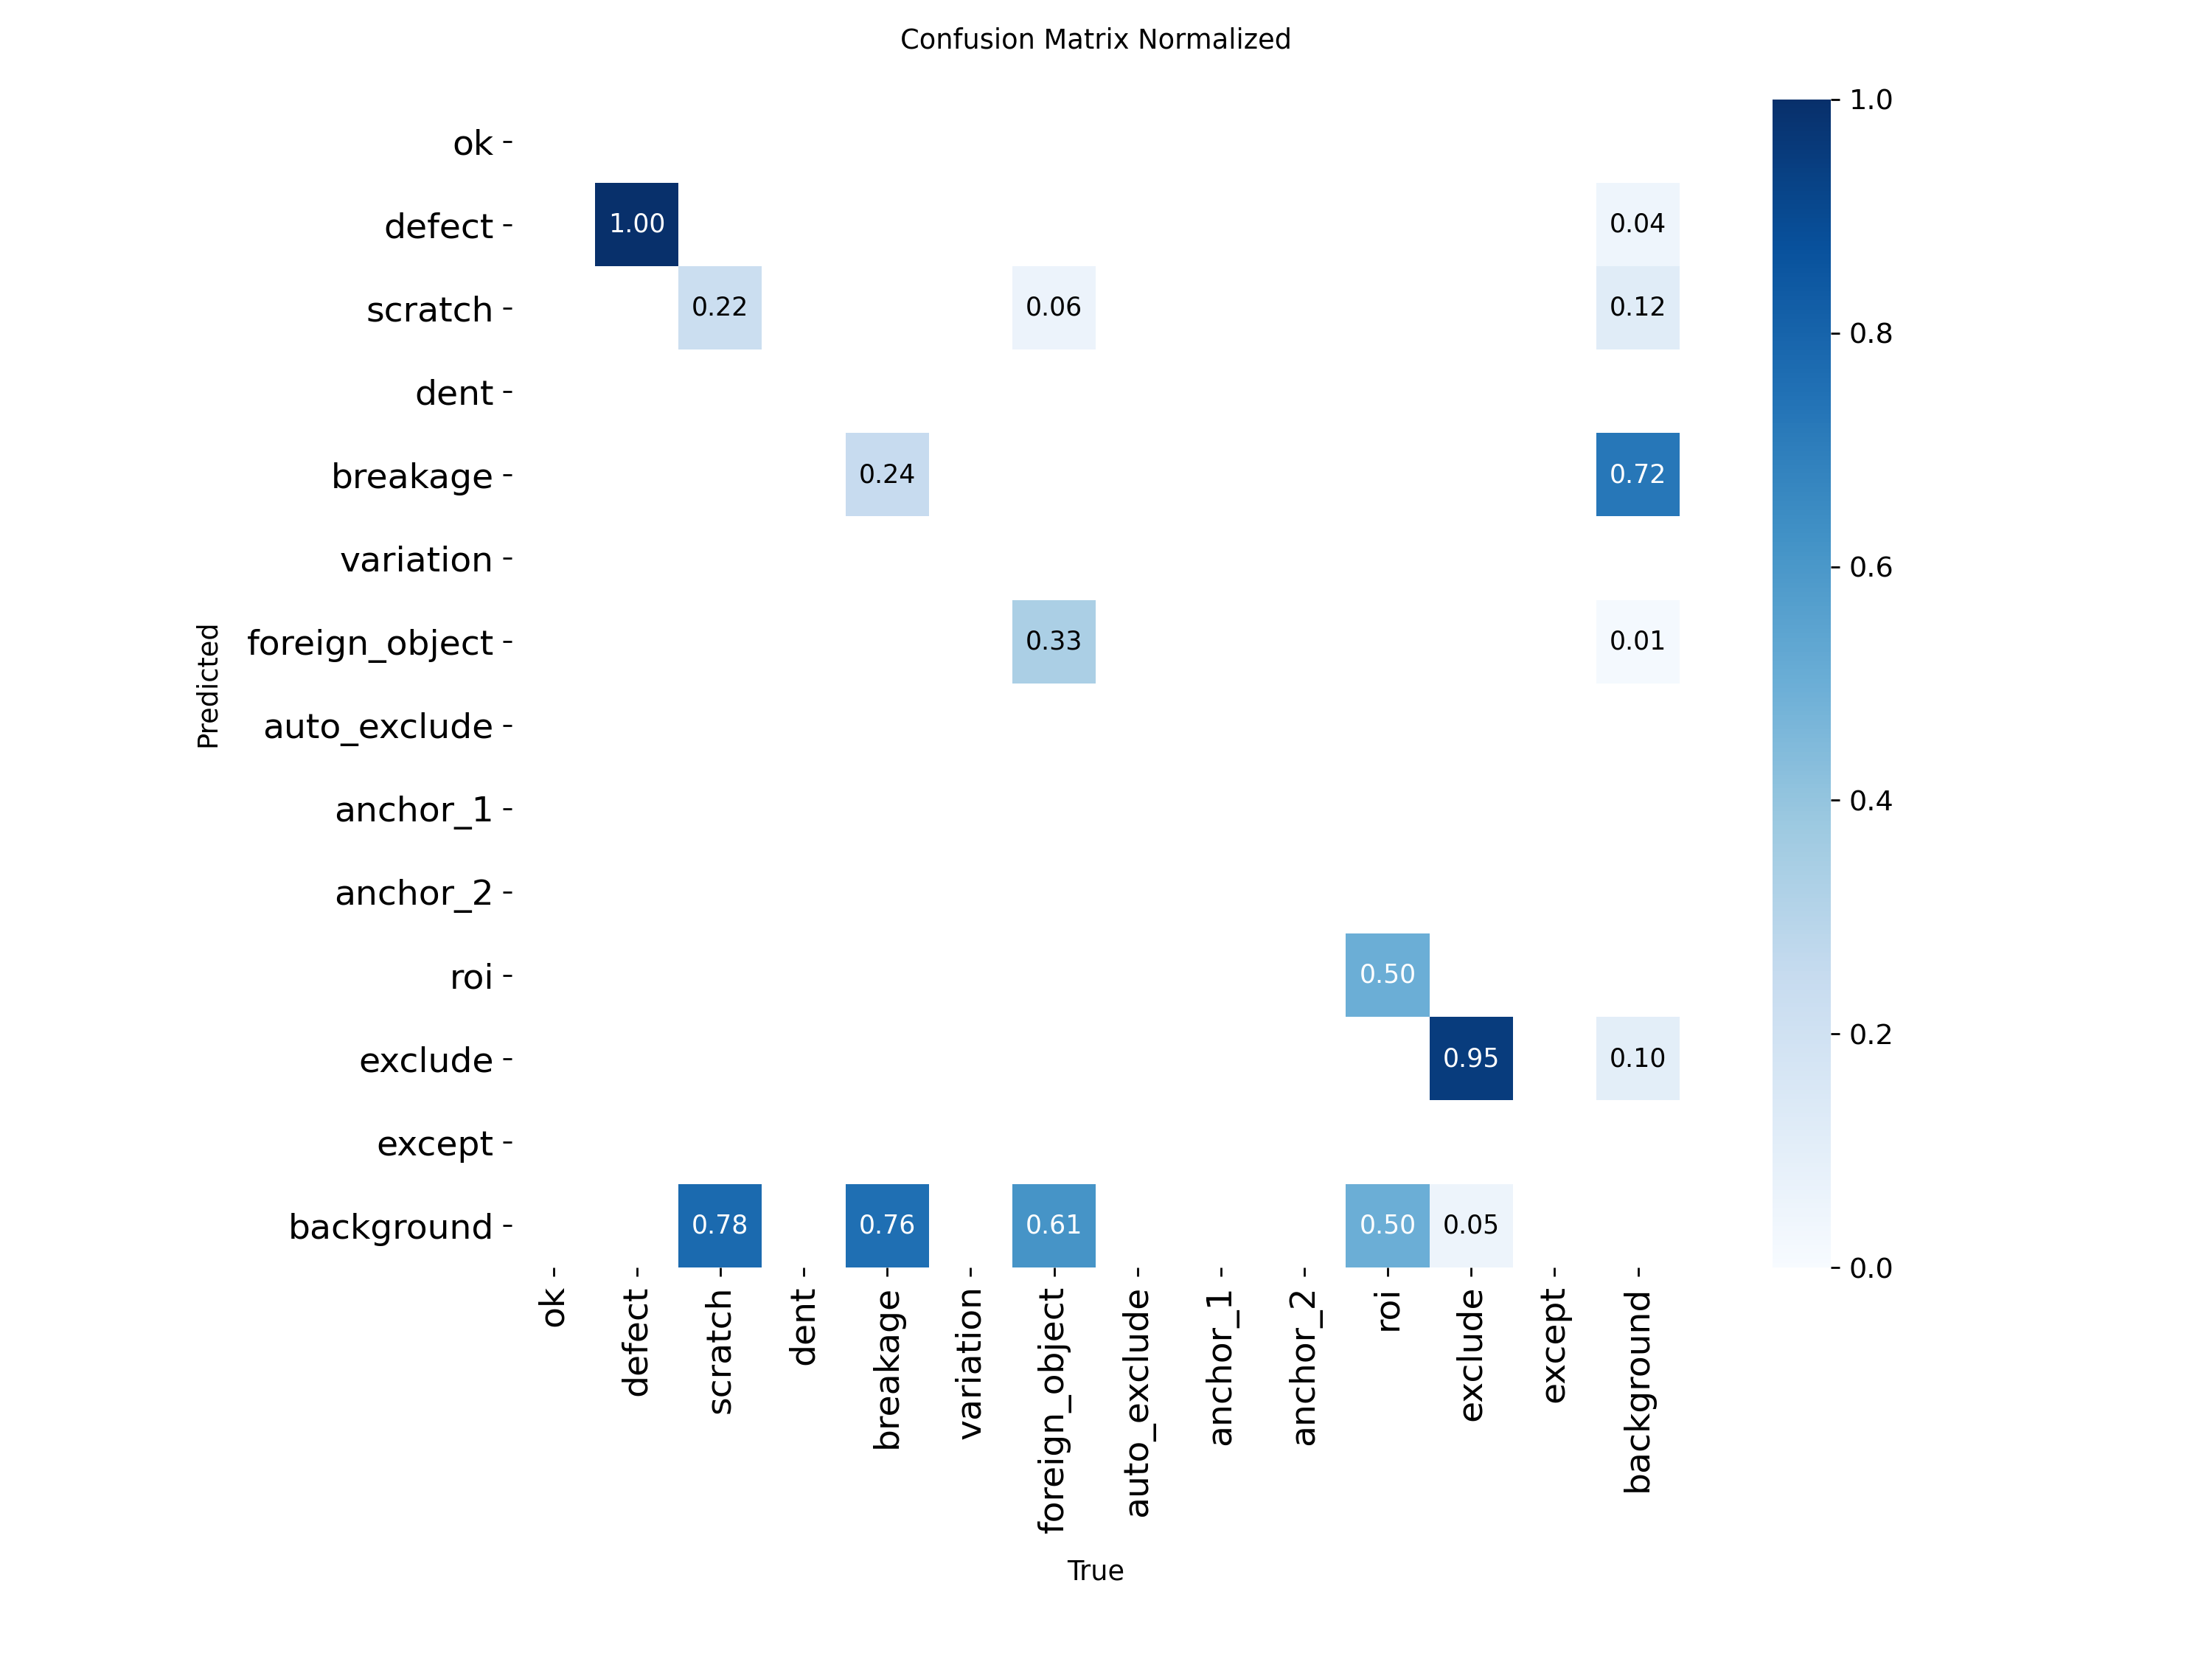 Confusion Matrix Normalized
ok
defect 1.00 0.04
scratch 0.22 0.06 0.12
dent
breakage 0.24 0.72
variation
foreign_object 0.33 0.01
auto_exclude
anchor_1
anchor_2
roi 0.50
exclude 0.95 0.10
except
background 0.78 0.76 0.61 0.50 0.05
Predicted
ok
defect
scratch
dent
breakage
variation
foreign_object
auto_exclude
anchor_1
anchor_2
roi
exclude
except
background
True
1.0
0.8
0.6
0.4
0.2
0.0